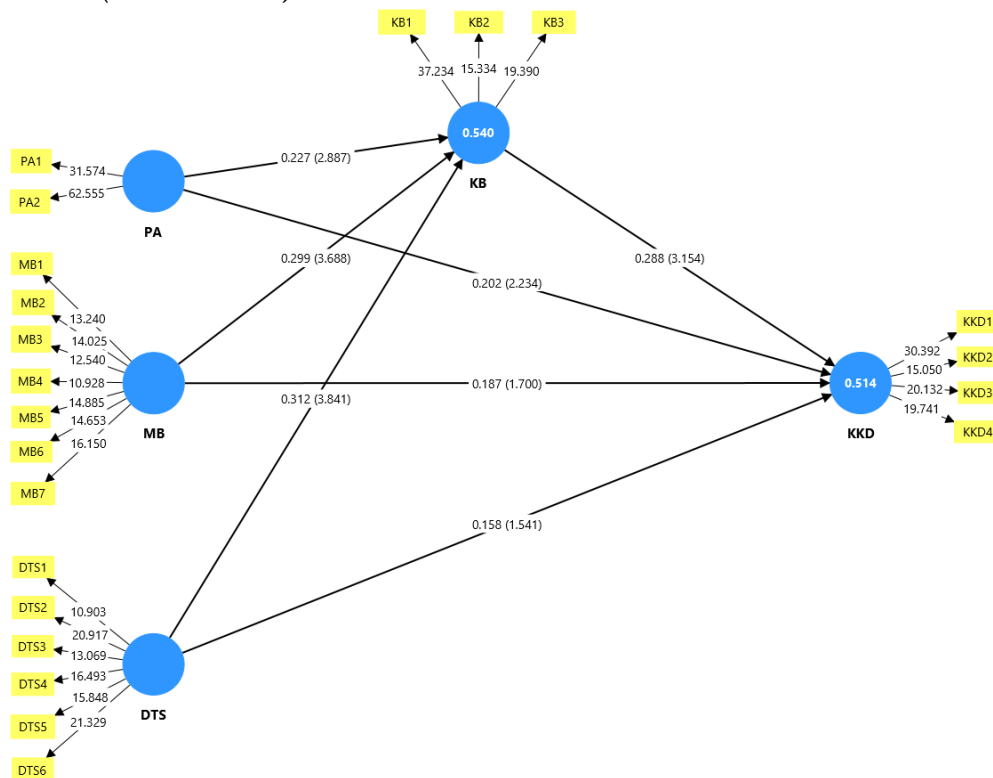 KB1 KB2 KB3
37.234 15.334 19.390
0.540
KB
0.227 (2.887)
PA1
31.574
PA2
62.555
PA
0.299 (3.688)
0.288 (3.154)
0.202 (2.234)
MB1
13.240
MB2
14.025
MB3
12.540
MB4
10.928
MB5
14.885
MB6
14.653
MB7
16.150
MB
0.187 (1.700)
0.312 (3.841)
0.514
KKD
KKD1
30.392
KKD2
15.050
KKD3
20.132
KKD4
19.741
0.158 (1.541)
DTS1
10.903
DTS2
20.917
DTS3
13.069
DTS4
16.493
DTS5
15.848
DTS6
21.329
DTS